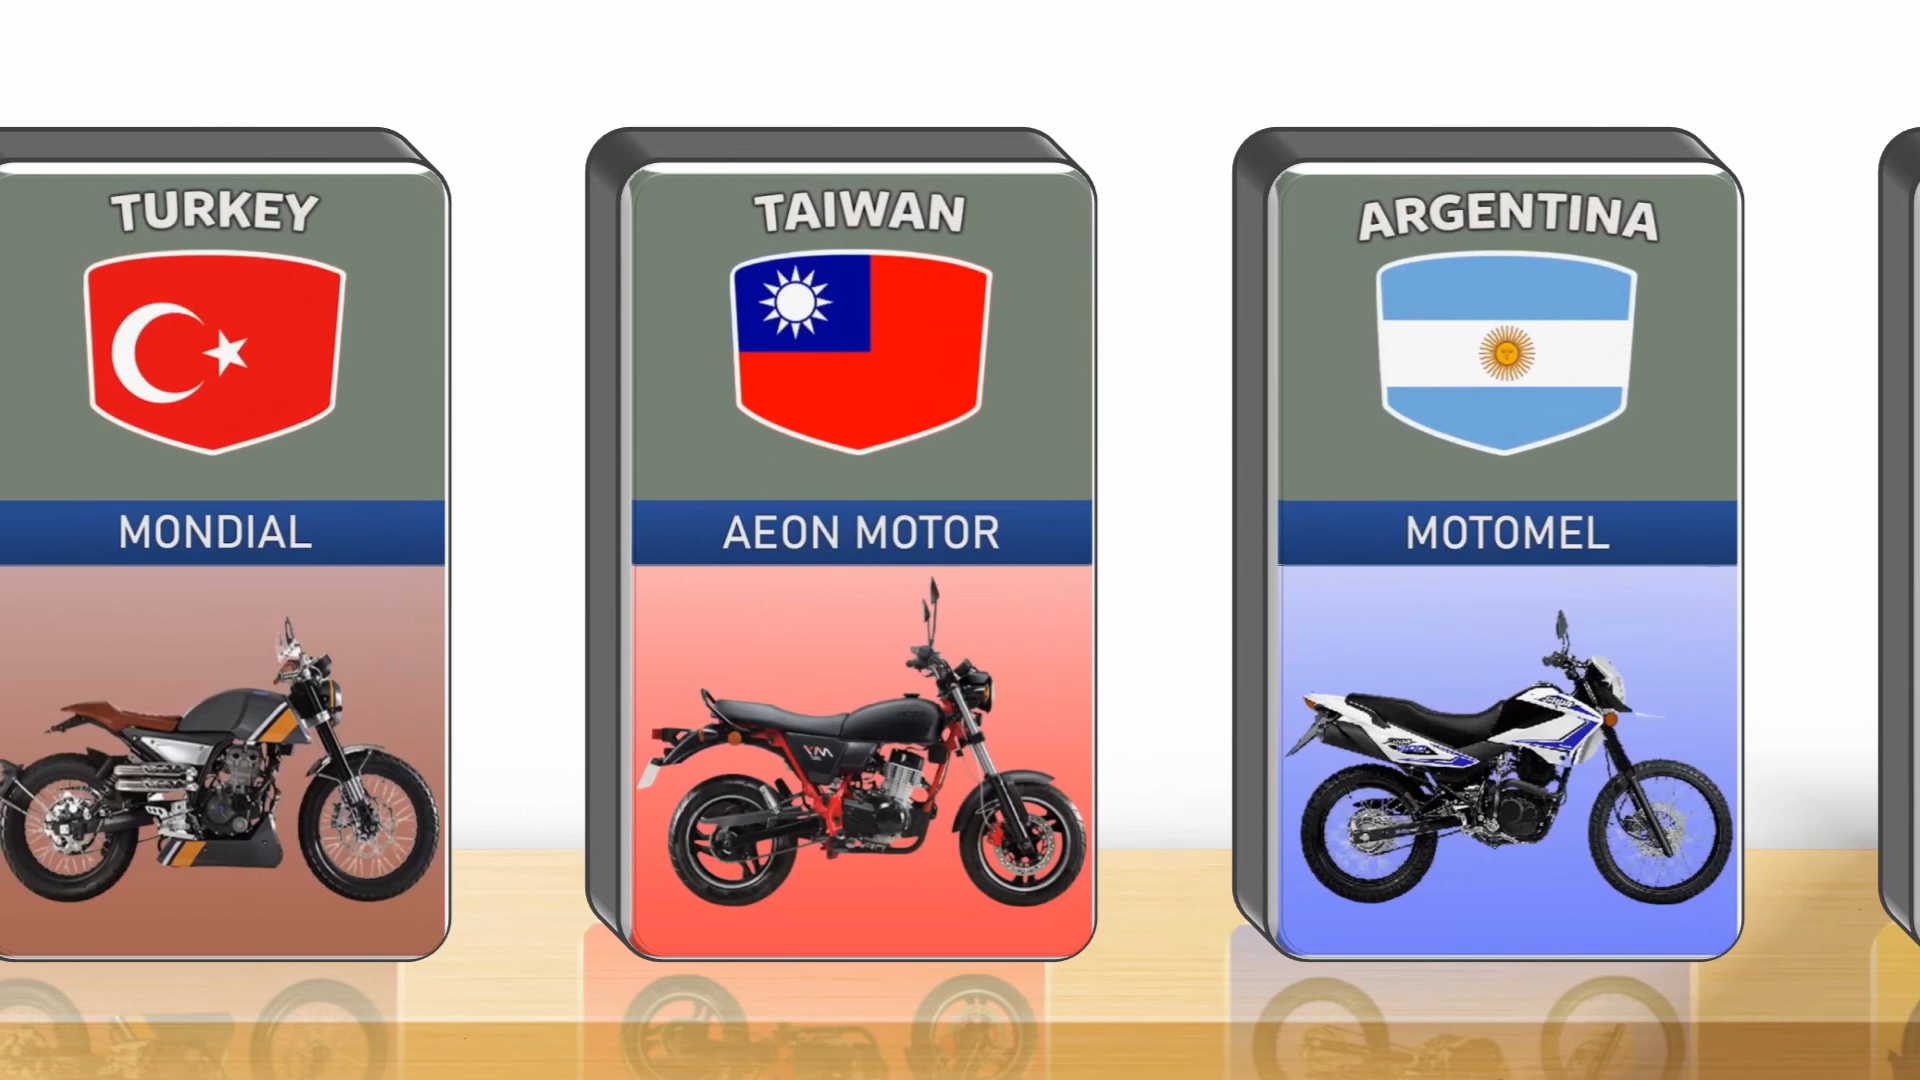 TURKEY
MONDIAL
TAIWAN
AEON MOTOR
ARGENTINA
MOTOMEL